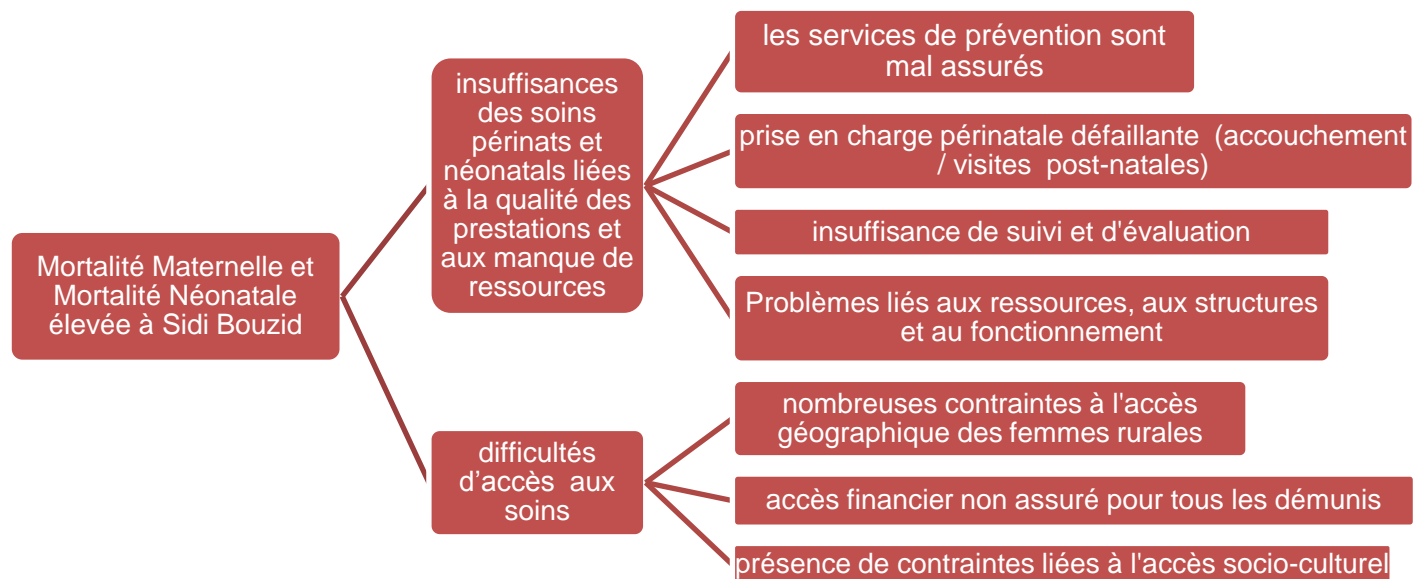 Mortalité Maternelle et
Mortalité Néonatale
élevée à Sidi Bouzid
insuffisances
des soins
périnats et
néonatals liées
à la qualité des
prestations et
aux manque de
ressources
les services de prévention sont
mal assurés
prise en charge périnatale défaillante (accouchement
/ visites post-natales)
insuffisance de suivi et d'évaluation
Problèmes liés aux ressources, aux structures
et au fonctionnement
difficultés
d’accès aux
soins
nombreuses contraintes à l'accès
géographique des femmes rurales
accès financier non assuré pour tous les démunis
présence de contraintes liées à l'accès socio-culturel